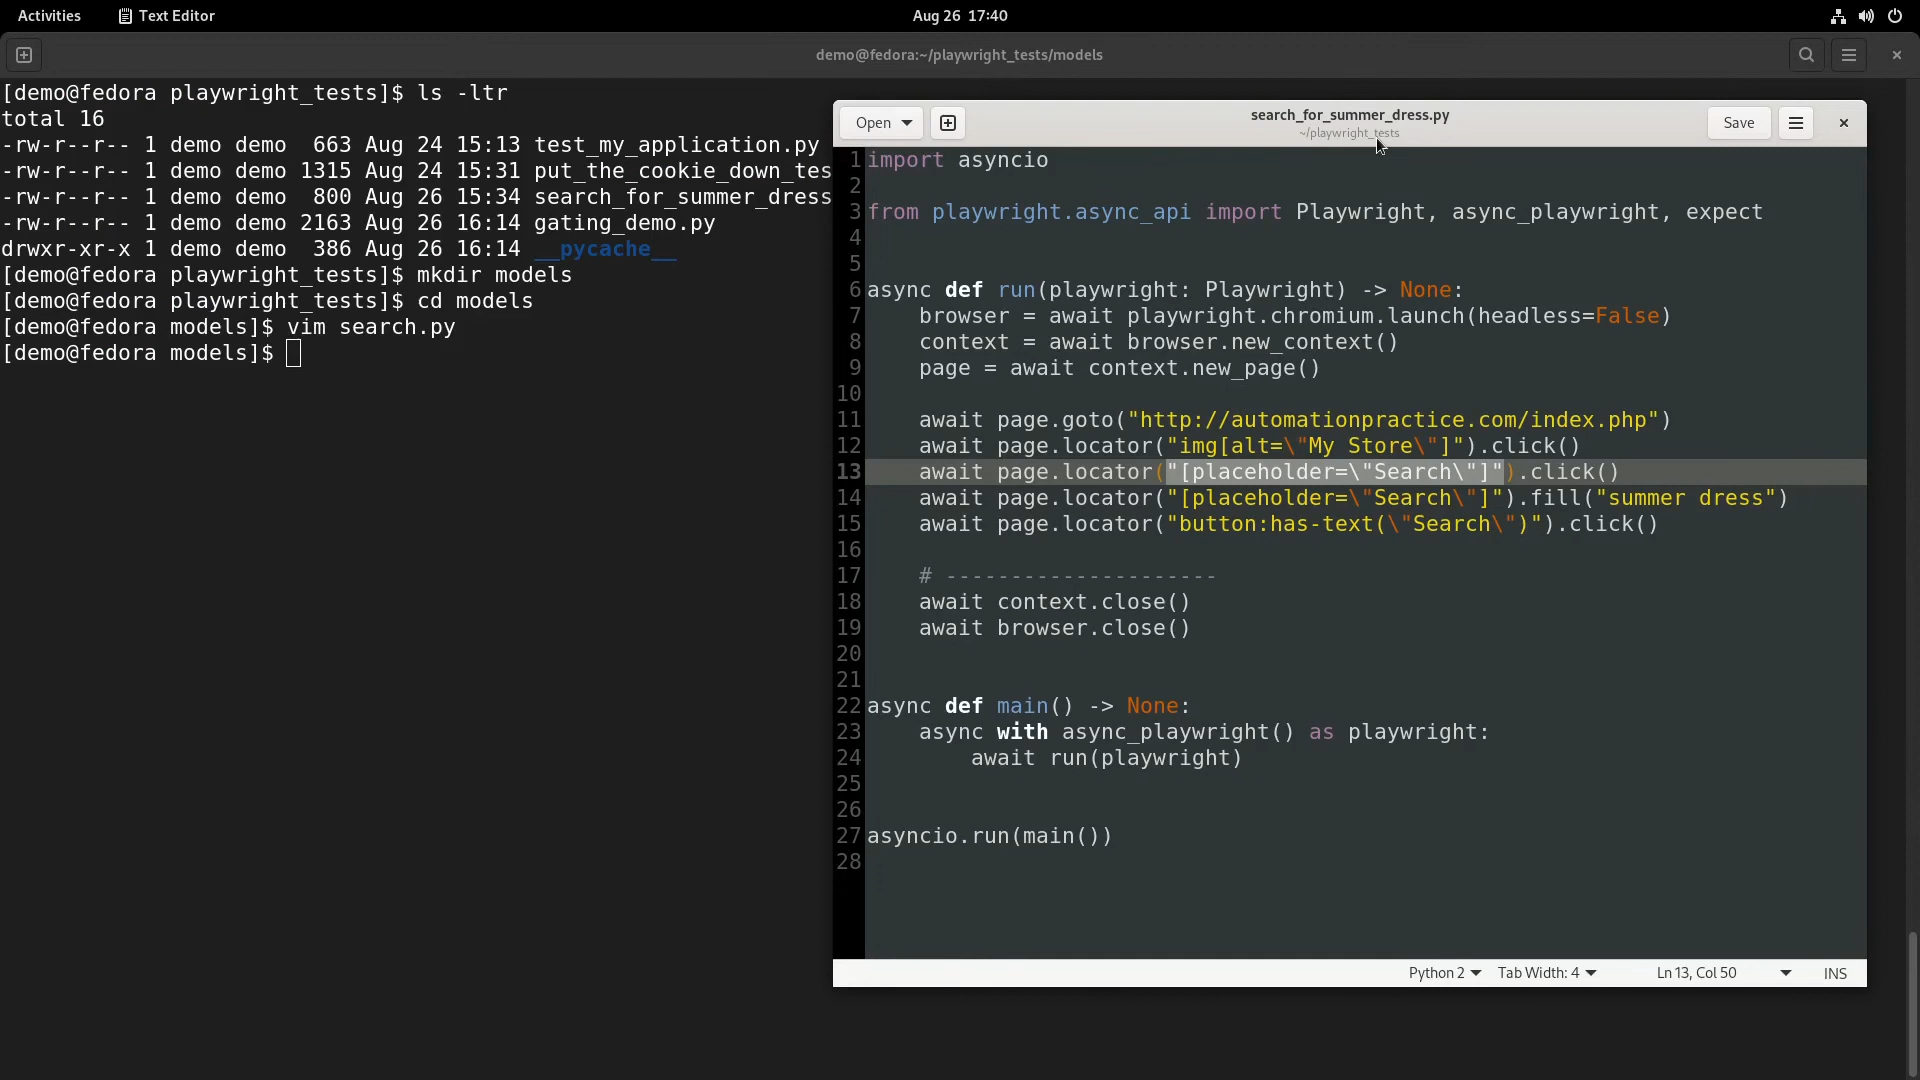 Activities
Text Editor
Aug 26 17:40
demo@fedora:~/playwright_tests/models
[demo@fedora playwright_tests]$ ls -ltr
total 16
-rw-r--r-- 1 demo demo  663 Aug 24 15:13 test_my_application.py
-rw-r--r-- 1 demo demo 1315 Aug 24 15:31 put_the_cookie_down_tes
-rw-r--r-- 1 demo demo  800 Aug 26 15:34 search_for_summer_dress
-rw-r--r-- 1 demo demo 2163 Aug 26 16:14 gating_demo.py
drwxr-xr-x 1 demo demo  386 Aug 26 16:14 __pycache__
[demo@fedora playwright_tests]$ mkdir models
[demo@fedora playwright_tests]$ cd models
[demo@fedora models]$ vim search.py
[demo@fedora models]$
Open
search_for_summer_dress.py
~/playwright_tests
Save
1 import asyncio
2
3 from playwright.async_api import Playwright, async_playwright, expect
4
5
6 async def run(playwright: Playwright) -> None:
7     browser = await playwright.chromium.launch(headless=False)
8     context = await browser.new_context()
9     page = await context.new_page()
10
11     await page.goto("http://automationpractice.com/index.php")
12     await page.locator("img[alt=\"My Store\"]").click()
13     await page.locator("[placeholder=\"Search\"]").click()
14     await page.locator("[placeholder=\"Search\"]").fill("summer dress")
15     await page.locator("button:has-text(\"Search\")").click()
16
17     # ---------------------
18     await context.close()
19     await browser.close()
20
21
22 async def main() -> None:
23     async with async_playwright() as playwright:
24         await run(playwright)
25
26
27 asyncio.run(main())
28
Python 2
Tab Width: 4
Ln 13, Col 50
INS